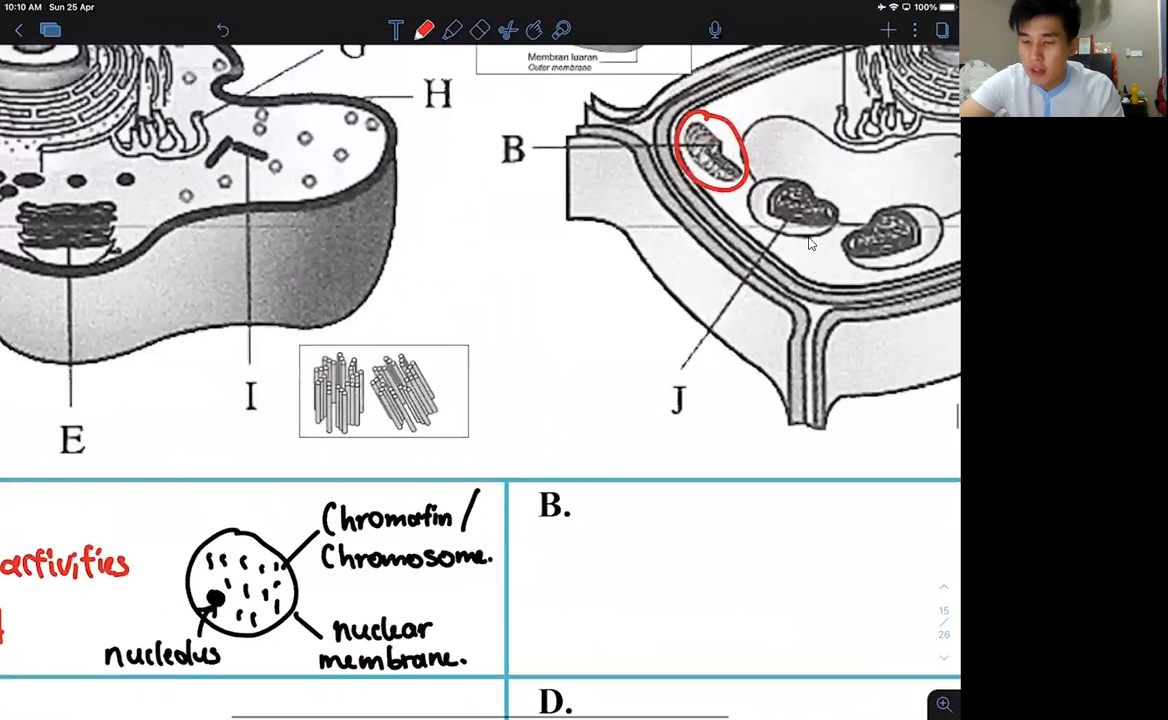 10:10 AM Sun 25 Apr
100%
T
Membran luaran
Outer membrane
H
B
I
J
E
Chromatin /
Chromosome.
activities
nucleolus
nuclear
membrane.
B.
15
/
26
D.